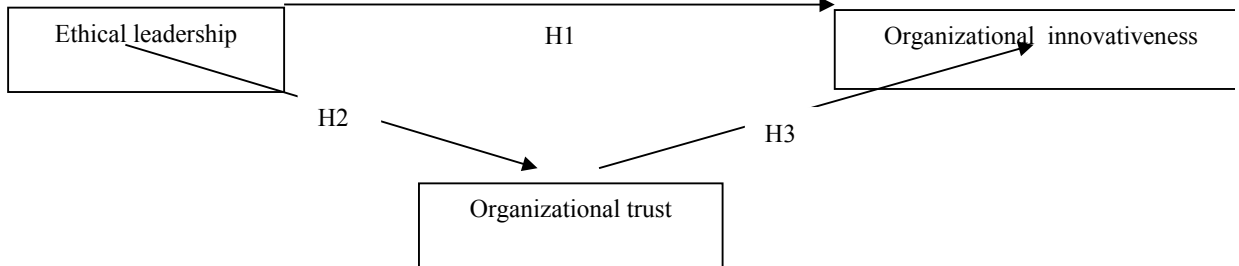 Ethical leadership
H1
Organizational innovativeness
H2
H3
Organizational trust